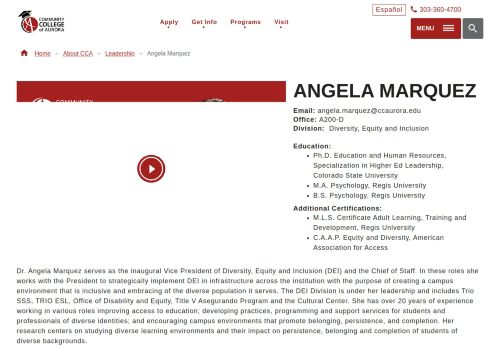 COMMUNITY
COLLEGE
of AURORA
Apply
Get Info
Programs
Visit
Español
303-360-4700
MENU
Home – About CCA – Leadership – Angela Marquez
COMMUNITY
ANGELA MARQUEZ
Email: angela.marquez@ccaurora.edu
Office: A200-D
Division: Diversity, Equity and Inclusion
Education:
• Ph.D. Education and Human Resources,
Specialization in Higher Ed Leadership,
Colorado State University
• M.A. Psychology, Regis University
• B.S. Psychology, Regis University
Additional Certifications:
• M.L.S. Certificate Adult Learning, Training and
Development, Regis University
• C.A.A.P. Equity and Diversity, American
Association for Access
Dr. Angela Marquez serves as the inaugural Vice President of Diversity, Equity and Inclusion (DEI) and the Chief of Staff. In these roles she
works with the President to strategically implement DEI in infrastructure across the institution with the purpose of creating a campus
environment that is inclusive and embracing of the diverse population it serves. The DEI Division is under her leadership and includes Trio
SSS, TRIO ESL, Office of Disability and Equity, Title V Asegurando Program and the Cultural Center. She has over 20 years of experience
working in various roles improving access to education; developing practices, programming and support services for students and
professionals of diverse identities; and encouraging campus environments that promote belonging, persistence, and completion. Her
research centers on studying diverse learning environments and their impact on persistence, belonging and completion of students of
diverse backgrounds.